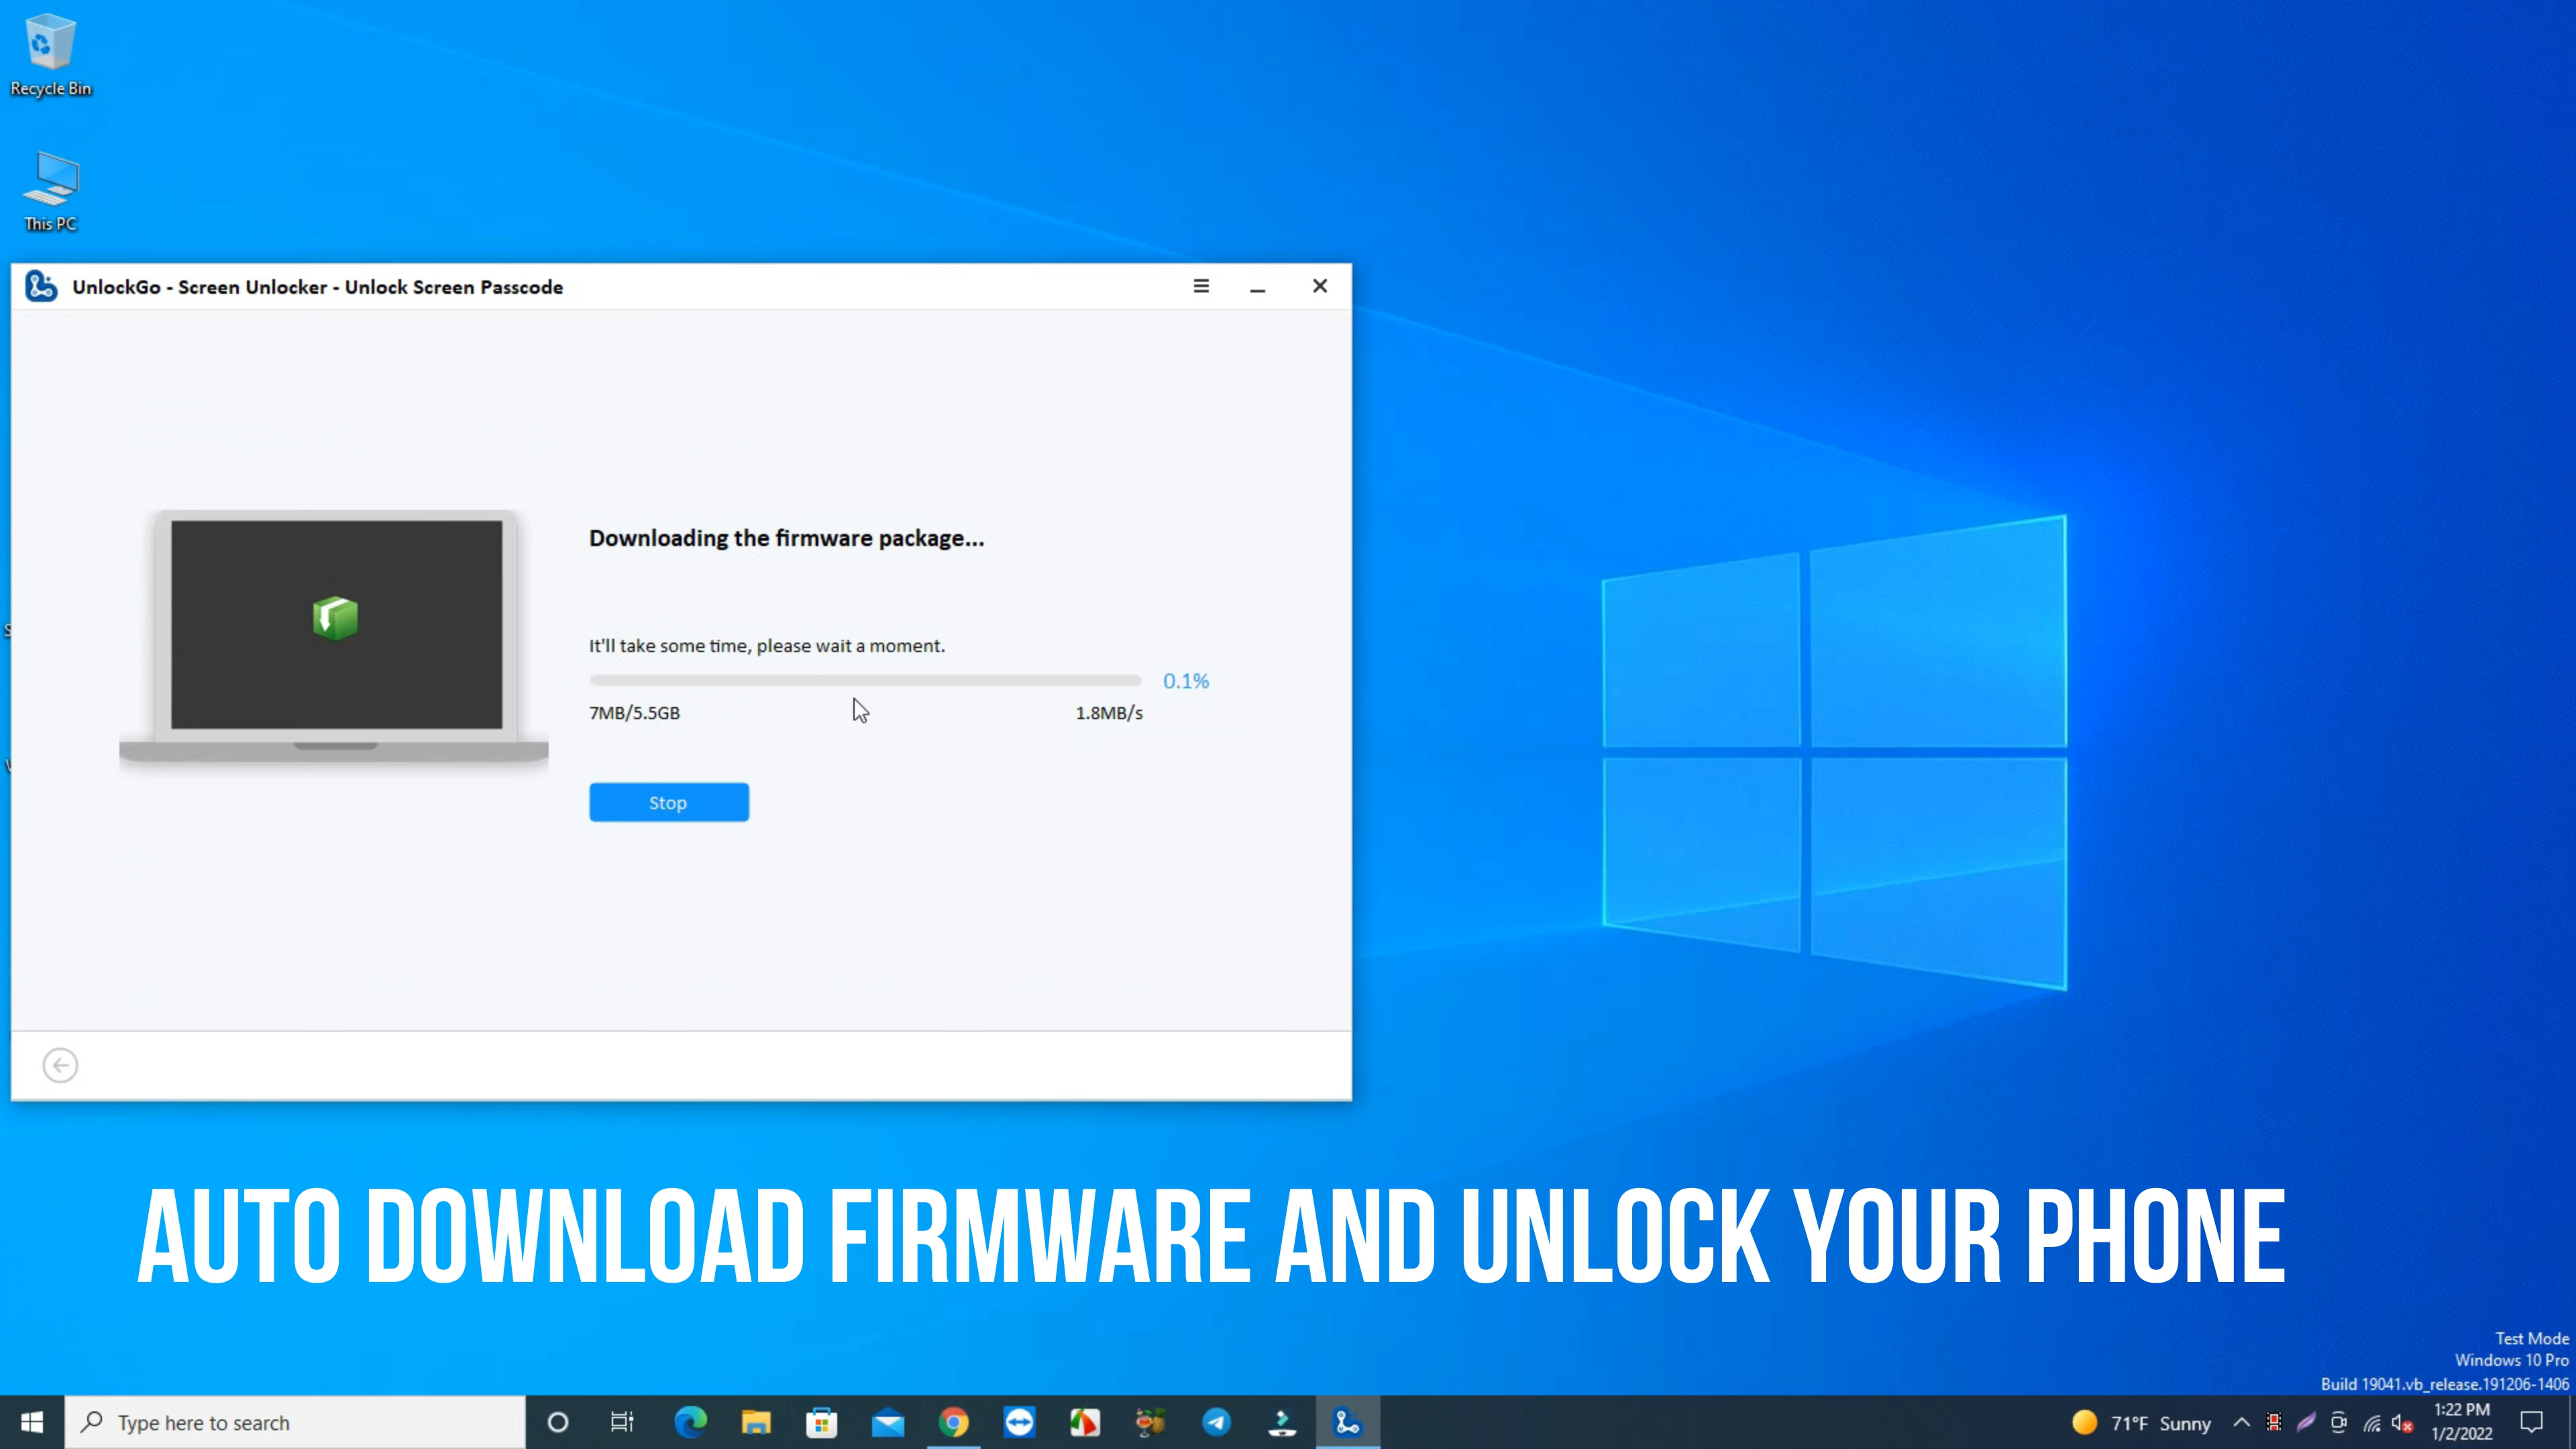 Recycle Bin
This PC
UnlockGo - Screen Unlocker - Unlock Screen Passcode
Downloading the firmware package...
It'll take some time, please wait a moment.
0.1%
7MB/5.5GB
1.8MB/s
Stop
AUTO DOWNLOAD FIRMWARE AND UNLOCK YOUR PHONE
Test Mode
Windows 10 Pro
Build 19041.vb_release.191206-1406
Type here to search
71°F Sunny
1:22 PM
1/2/2022